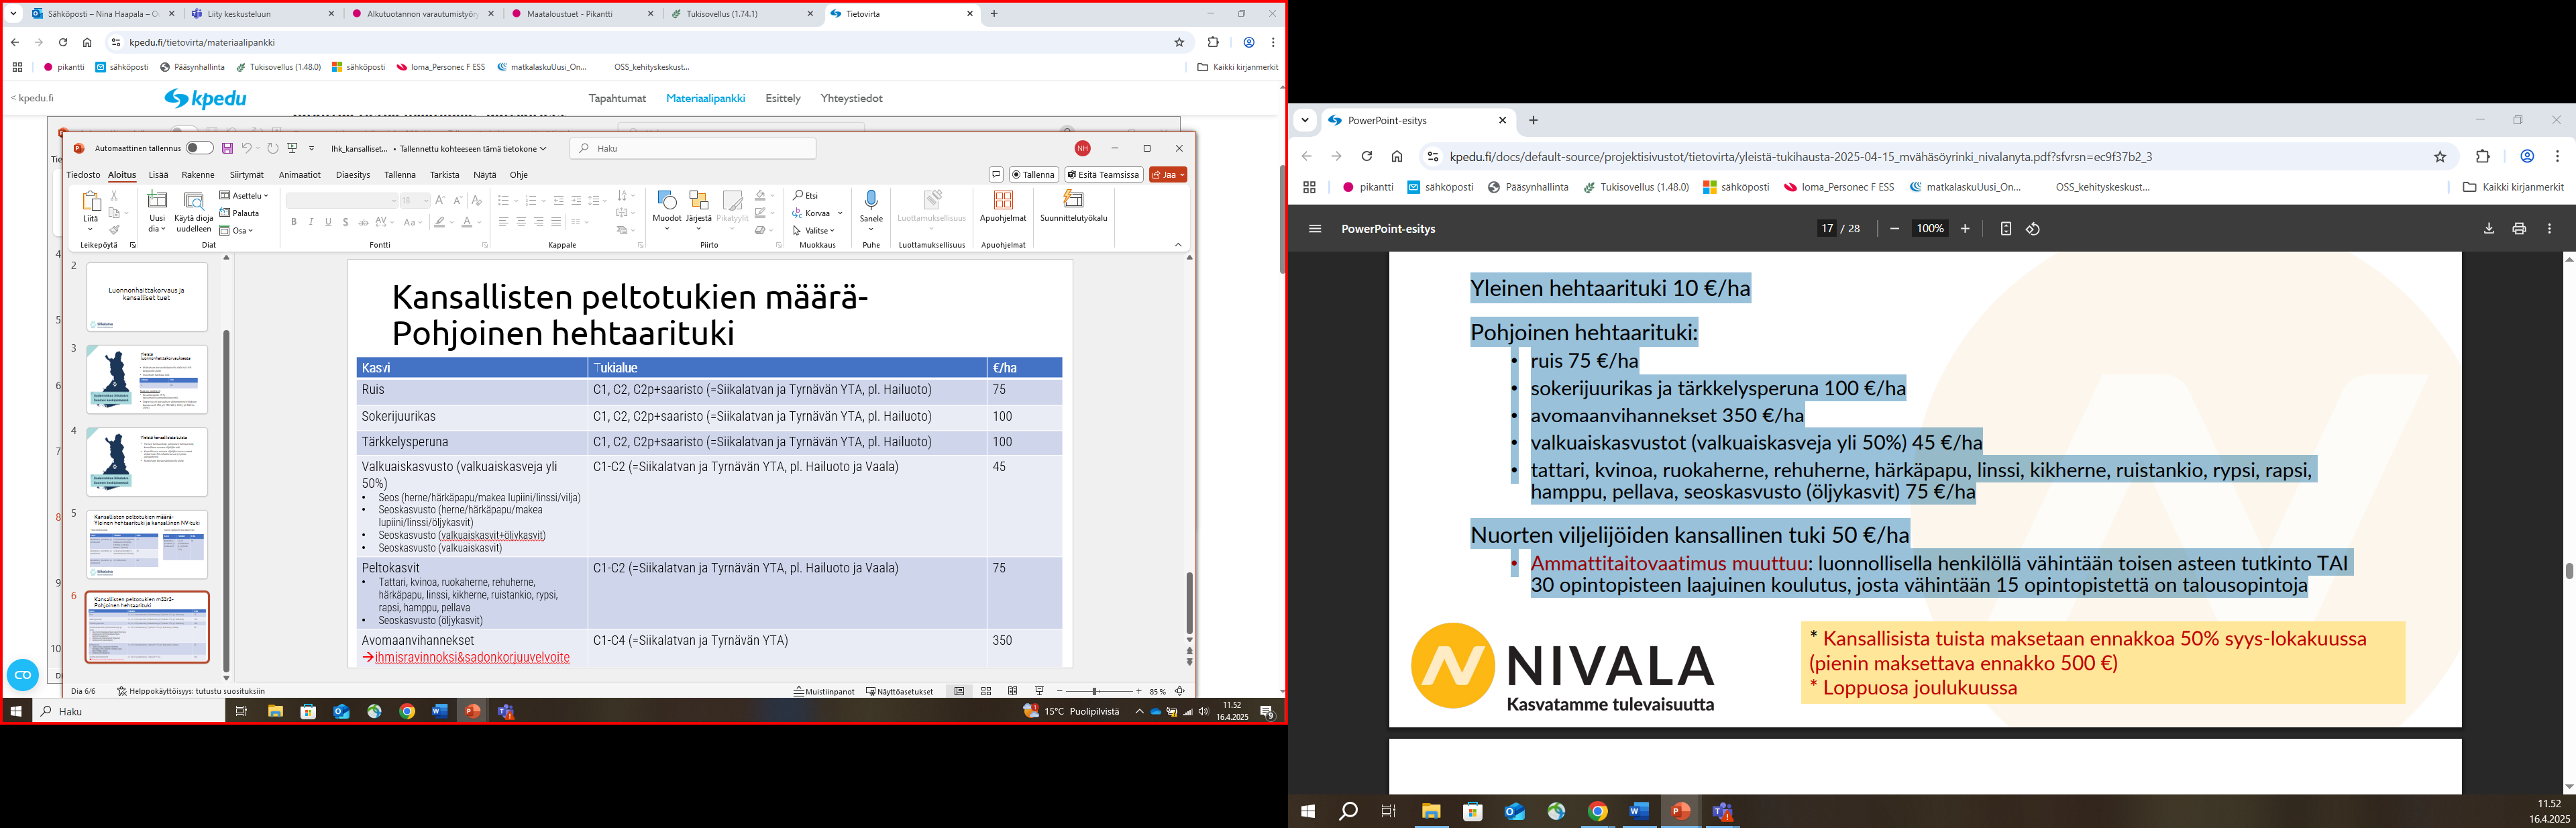 Sähköposti – Nina Haapala – O
Liity keskusteluun
Alkutuotannon varautumistyöry
Maataloustuet - Pikantti
Tukisovellus (1.74.1)
Tietovirta
kpedu.fi/tietovirta/materiaalipankki
pikantti
sähköposti
Pääsynhallinta
Tukisovellus (1.48.0)
sähköposti
loma_Personec F ESS
matkalaskuUusi_On...
OSS_kehityskeskust...
Kaikki kirjanmerkit
< kpedu.fi
kpedu
Tapahtumat
Materiaalipankki
Esittely
Yhteystiedot
Automaattinen tallennus
lhk_kansalliset... • Tallennettu kohteeseen tämä tietokone
Haku
NH
Tiedosto Aloitus Lisää Rakenne Siirtymät Animaatiot Diaesitys Tallenna Tarkista Näytä Ohje
Tallenna
Esitä Teamsissa
Jaa
Liitä
Uusi dia
Käytä dioja uudelleen
Asettelu
Palauta
Osa
18
Muodot
Järjestä
Pikatyylit
Etsi
Korvaa
Valitse
Sanele
Luottamuksellisuus
Apuohjelmat
Suunnittelutyökalu
Leikepöytä
Diat
Fontti
Kappale
Piirto
Muokkaus
Puhe
Luottamuksellisuus
Apuohjelmat
2
Luonnonhaittakorvaus ja
kansalliset tuet
3
4
5
Kansallisten peltotukien määrä-
Yleinen hehtaarituki ja kansallinen NV-tuki
6
Kansallisten peltotukien määrä-
Pohjoinen hehtaarituki
Kansallisten peltotukien määrä-
Pohjoinen hehtaarituki
Kasvi Tukialue €/ha
Ruis C1, C2, C2p+saaristo (=Siikalatvan ja Tyrnävän YTA, pl. Hailuoto) 75
Sokerijuurikas C1, C2, C2p+saaristo (=Siikalatvan ja Tyrnävän YTA, pl. Hailuoto) 100
Tärkkelysperuna C1, C2, C2p+saaristo (=Siikalatvan ja Tyrnävän YTA, pl. Hailuoto) 100
Valkuaiskasvusto (valkuaiskasveja yli C1-C2 (=Siikalatvan ja Tyrnävän YTA, pl. Hailuoto ja Vaala) 45
50%)
• Seos (herne/härkäpapu/makea lupiini/linssi/vilja)
• Seoskasvusto (herne/härkäpapu/makea
lupiini/linssi/öljykasvit)
• Seoskasvusto (valkuaiskasvit+öljykasvit)
• Seoskasvusto (valkuaiskasvit)
Peltokasvit C1-C2 (=Siikalatvan ja Tyrnävän YTA, pl. Hailuoto ja Vaala) 75
• Tattari, kvinoa, ruokaherne, rehuherne,
härkäpapu, linssi, kikherne, ruistankio, rypsi,
rapsi, hamppu, pellava
• Seoskasvusto (öljykasvit)
Avomaanvihannekset C1-C4 (=Siikalatvan ja Tyrnävän YTA) 350
→ihmisravinnoksi&sadonkorjuuvelvoite
Dia 6/6
Helppokäyttöisyys: tutustu suosituksiin
Muistiinpanot
Näyttöasetukset
85 %
Haku
15°C Puolipilvistä
11.52
16.4.2025
PowerPoint-esitys
kpedu.fi/docs/default-source/projektisivustot/tietovirta/yleistä-tukihausta-2025-04-15_mvähäsöyrinki_nivalanyta.pdf?sfvrsn=ec9f37b2_3
pikantti
sähköposti
Pääsynhallinta
Tukisovellus (1.48.0)
sähköposti
loma_Personec F ESS
matkalaskuUusi_On...
OSS_kehityskeskust...
Kaikki kirjanmerkit
PowerPoint-esitys
17 / 28
100%
Yleinen hehtaarituki 10 €/ha
Pohjoinen hehtaarituki:
• ruis 75 €/ha
• sokerijuurikas ja tärkkelysperuna 100 €/ha
• avomaanvihannekset 350 €/ha
• valkuaiskasvustot (valkuaiskasveja yli 50%) 45 €/ha
• tattari, kvinoa, ruokaherne, rehuherne, härkäpapu, linssi, kikherne, ruistankio, rypsi, rapsi,
hamppu, pellava, seoskasvusto (öljykasvit) 75 €/ha
Nuorten viljelijöiden kansallinen tuki 50 €/ha
• Ammattitaitovaatimus muuttuu: luonnollisella henkilöllä vähintään toisen asteen tutkinto TAI
30 opintopisteen laajuinen koulutus, josta vähintään 15 opintopistettä on talousopintoja
NIVALA
Kasvatamme tulevaisuutta
* Kansallisista tuista maksetaan ennakkoa 50% syys-lokakuussa
(pienin maksettava ennakko 500 €)
* Loppuosa joulukuussa
11.52
16.4.2025